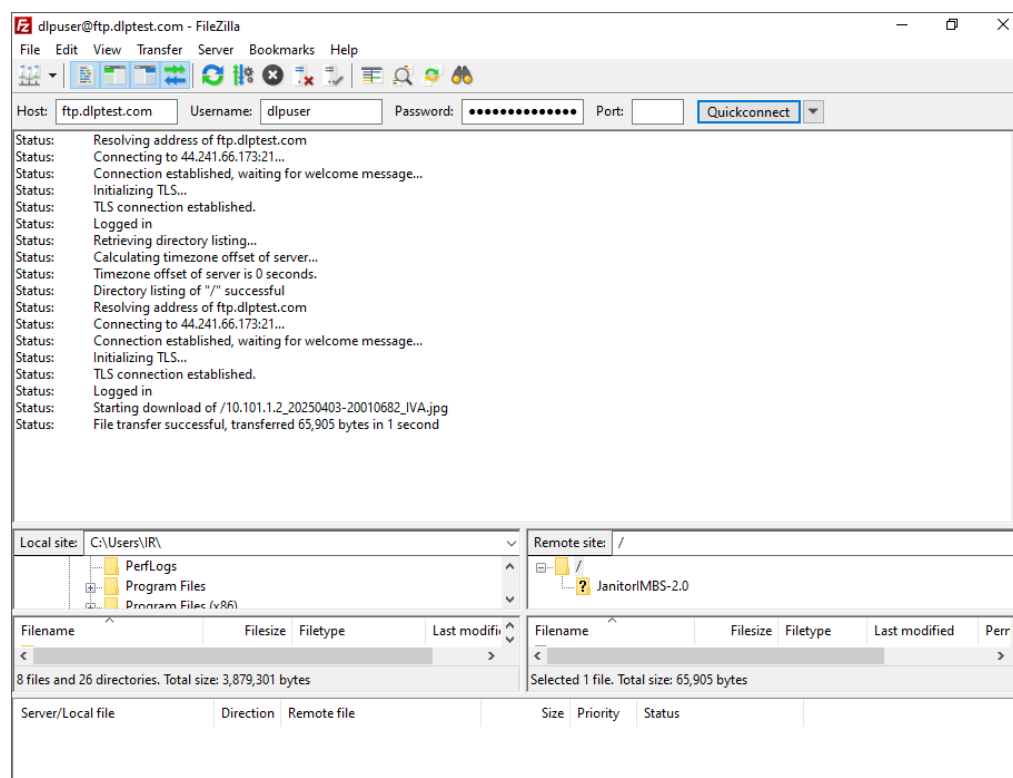 dlpuser@ftp.dlptest.com - FileZilla
File Edit View Transfer Server Bookmarks Help
Host: ftp.dlptest.com Username: dlpuser Password: ●●●●●●●●●●●●●● Port: Quickconnect
Status: Resolving address of ftp.dlptest.com
Status: Connecting to 44.241.66.173:21...
Status: Connection established, waiting for welcome message...
Status: Initializing TLS...
Status: TLS connection established.
Status: Logged in
Status: Retrieving directory listing...
Status: Calculating timezone offset of server...
Status: Timezone offset of server is 0 seconds.
Status: Directory listing of "/" successful
Status: Resolving address of ftp.dlptest.com
Status: Connecting to 44.241.66.173:21...
Status: Connection established, waiting for welcome message...
Status: Initializing TLS...
Status: TLS connection established.
Status: Logged in
Status: Starting download of /10.101.1.2_20250403-20010682_IVA.jpg
Status: File transfer successful, transferred 65,905 bytes in 1 second
Local site: C:\Users\IR\ Remote site: /
PerfLogs /
Program Files JanitorIMBS-2.0
Program Files (x86)
Filename Filesize Filetype Last modifi Filename Filesize Filetype Last modified Perr
8 files and 26 directories. Total size: 3,879,301 bytes Selected 1 file. Total size: 65,905 bytes
Server/Local file Direction Remote file Size Priority Status